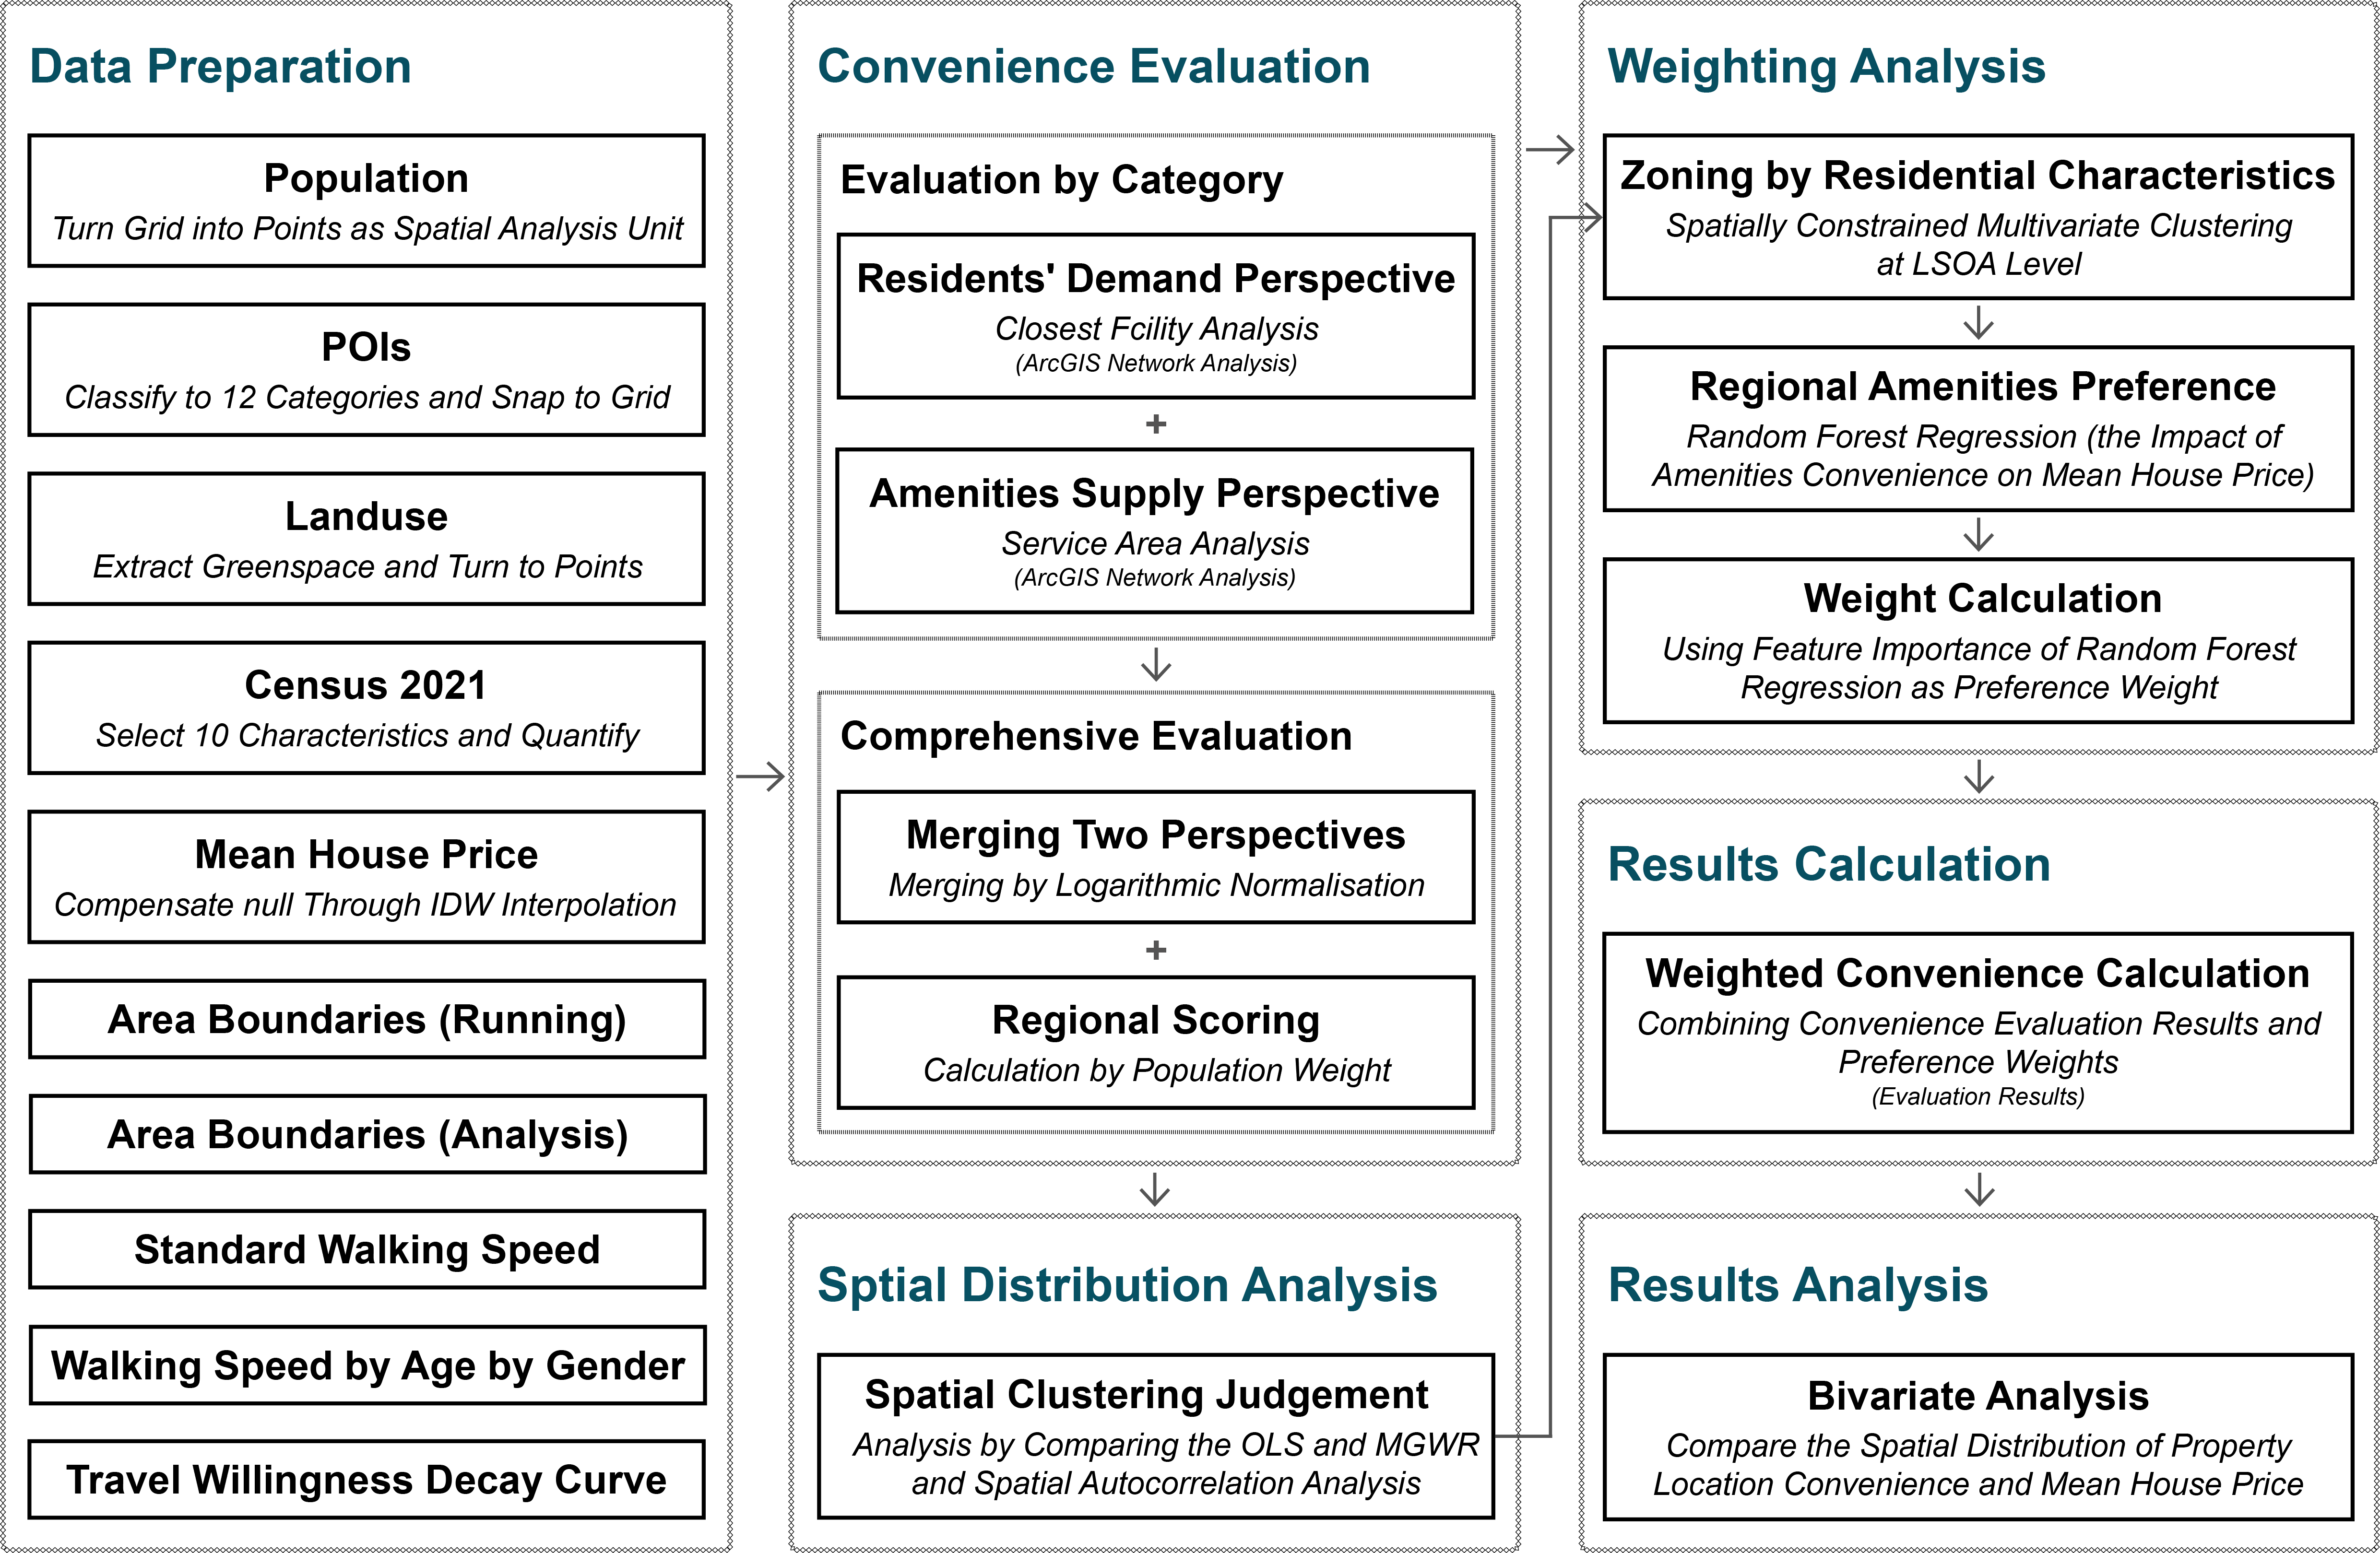 Data Preparation
Population
Turn Grid into Points as Spatial Analysis Unit
POIs
Classify to 12 Categories and Snap to Grid
Landuse
Extract Greenspace and Turn to Points
Census 2021
Select 10 Characteristics and Quantify
Mean House Price
Compensate null Through IDW Interpolation
Area Boundaries (Running)
Area Boundaries (Analysis)
Standard Walking Speed
Walking Speed by Age by Gender
Travel Willingness Decay Curve
Convenience Evaluation
Evaluation by Category
Residents' Demand Perspective
Closest Fcility Analysis
(ArcGIS Network Analysis)
+
Amenities Supply Perspective
Service Area Analysis
(ArcGIS Network Analysis)
Comprehensive Evaluation
Merging Two Perspectives
Merging by Logarithmic Normalisation
+
Regional Scoring
Calculation by Population Weight
Sptial Distribution Analysis
Spatial Clustering Judgement
Analysis by Comparing the OLS and MGWR
and Spatial Autocorrelation Analysis
Weighting Analysis
Zoning by Residential Characteristics
Spatially Constrained Multivariate Clustering
at LSOA Level
Regional Amenities Preference
Random Forest Regression (the Impact of
Amenities Convenience on Mean House Price)
Weight Calculation
Using Feature Importance of Random Forest
Regression as Preference Weight
Results Calculation
Weighted Convenience Calculation
Combining Convenience Evaluation Results and
Preference Weights
(Evaluation Results)
Results Analysis
Bivariate Analysis
Compare the Spatial Distribution of Property
Location Convenience and Mean House Price